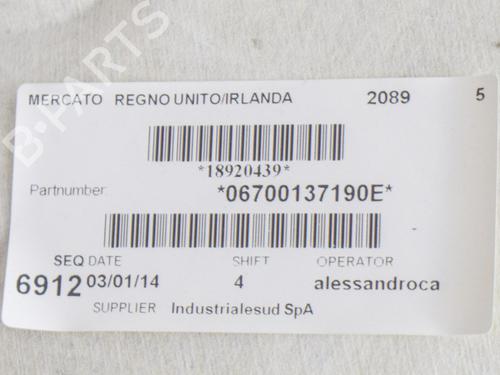 MERCATO REGNO UNITO/IRLANDA 2089 5
*18920439*
Partnumber: *06700137190E*
SEQ DATE SHIFT OPERATOR
6912 03/01/14 4 alessandroca
SUPPLIER Industrialesud SpA
B-PARTS